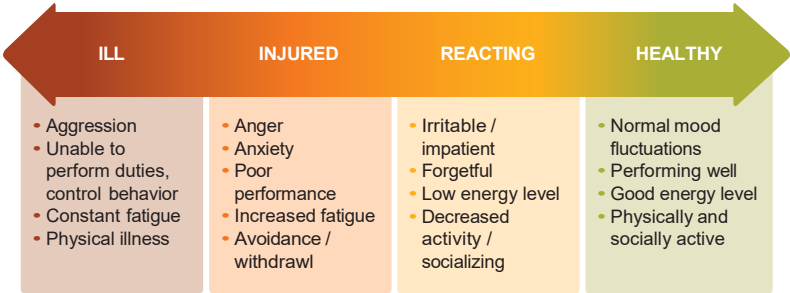 ILL
INJURED
REACTING
HEALTHY
• Aggression
• Unable to
perform duties,
control behavior
• Constant fatigue
• Physical illness
• Anger
• Anxiety
• Poor
performance
• Increased fatigue
• Avoidance /
withdrawl
• Irritable /
impatient
• Forgetful
• Low energy level
• Decreased
activity /
socializing
• Normal mood
fluctuations
• Performing well
• Good energy level
• Physically and
socially active